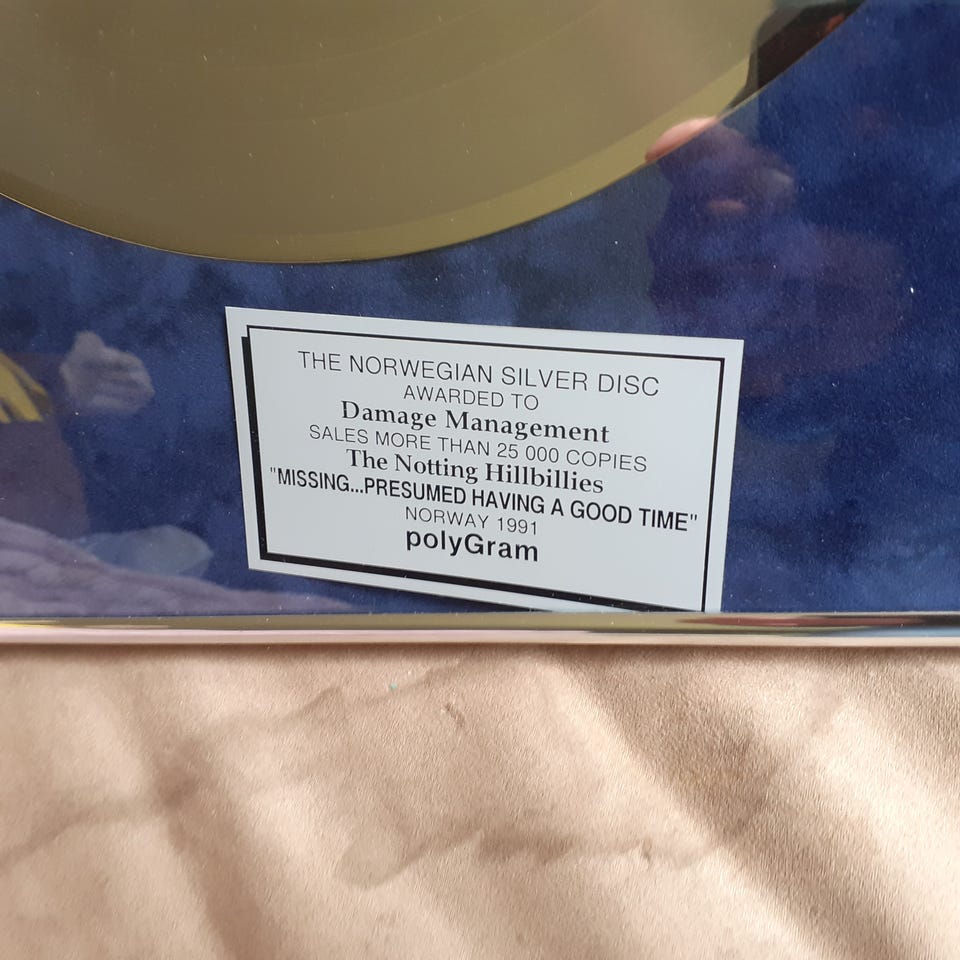 THE NORWEGIAN SILVER DISC
AWARDED TO
Damage Management
SALES MORE THAN 25 000 COPIES
The Notting Hillbillies
"MISSING...PRESUMED HAVING A GOOD TIME"
NORWAY 1991
polyGram